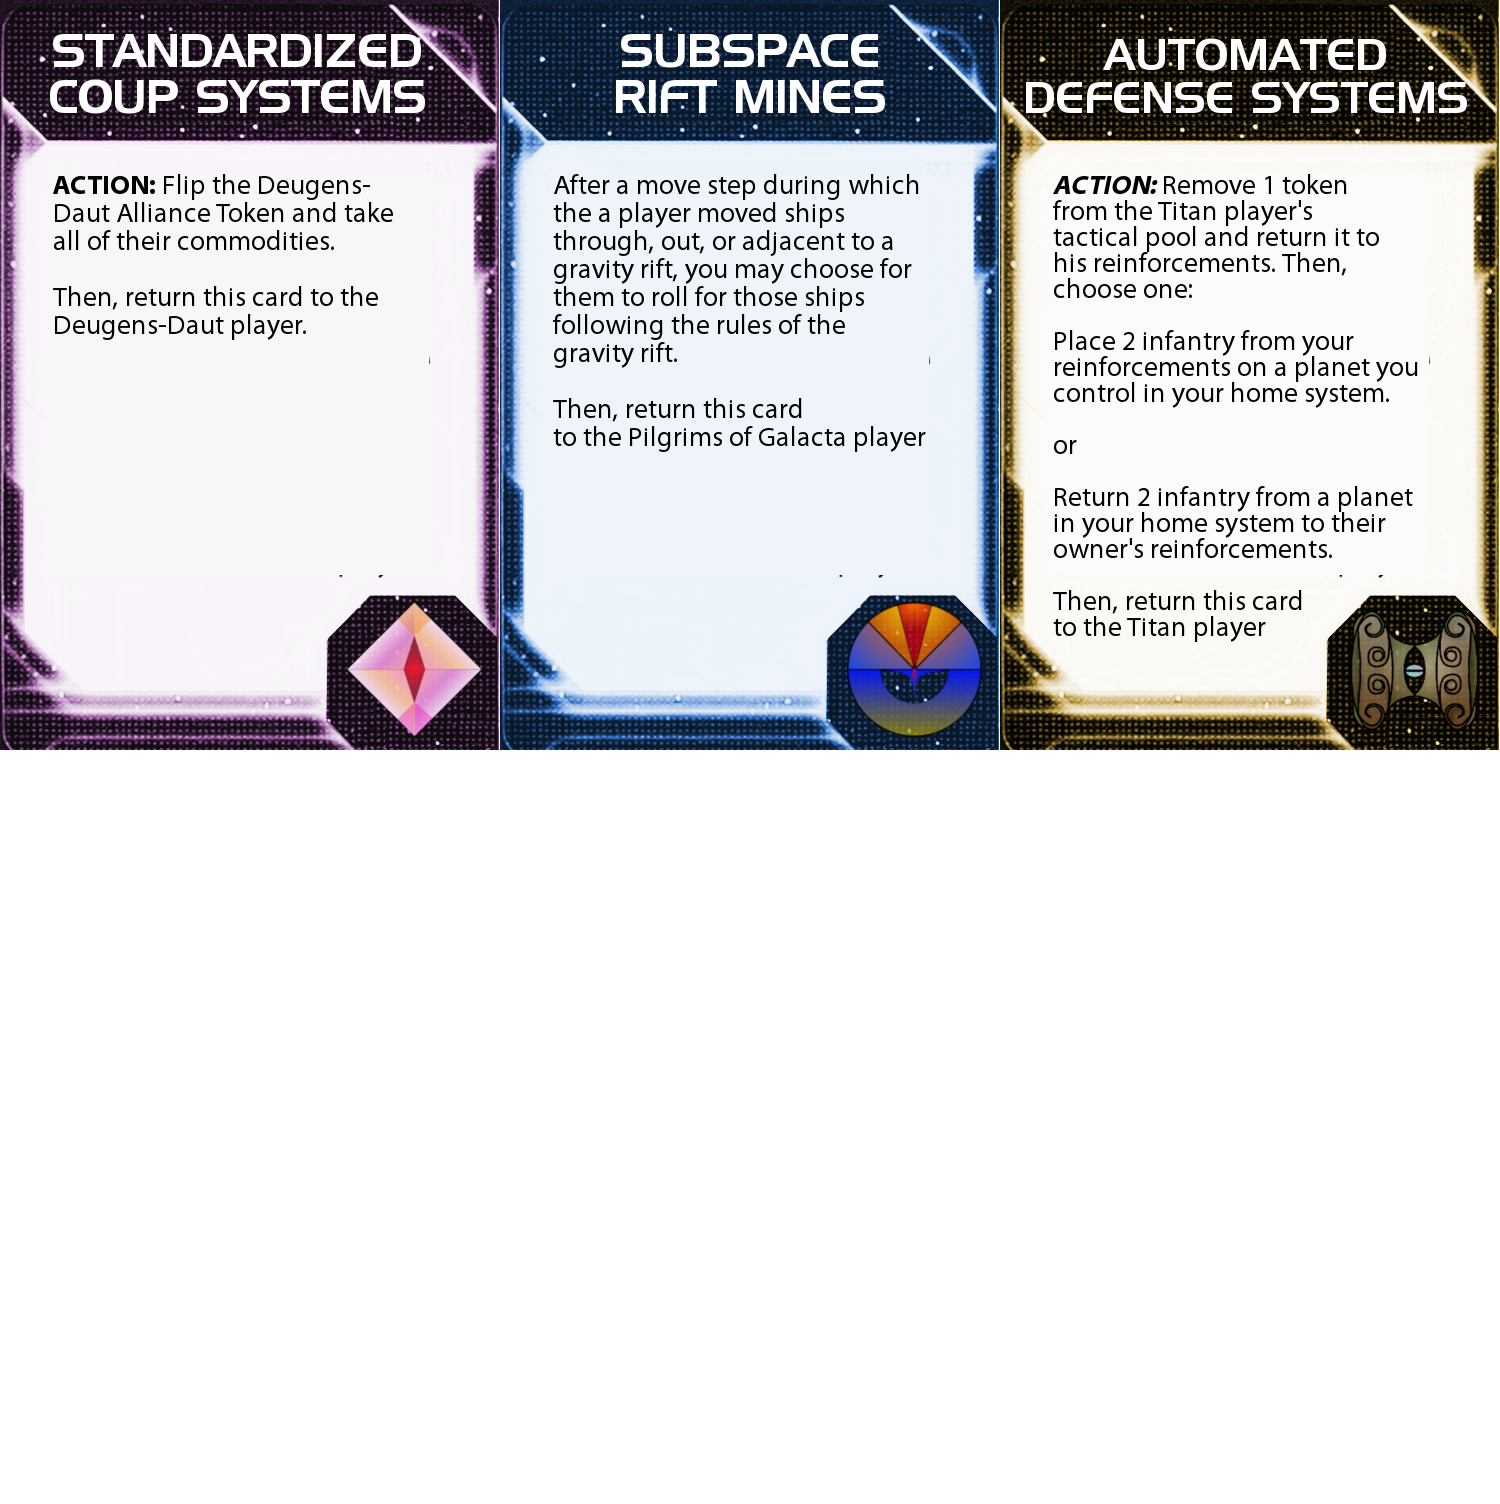 STANDARDIZED
COUP SYSTEMS
ACTION: Flip the Deugens-
Daut Alliance Token and take
all of their commodities.
Then, return this card to the
Deugens-Daut player.
SUBSPACE
RIFT MINES
After a move step during which
the a player moved ships
through, out, or adjacent to a
gravity rift, you may choose for
them to roll for those ships
following the rules of the
gravity rift.
Then, return this card
to the Pilgrims of Galacta player
AUTOMATED
DEFENSE SYSTEMS
ACTION: Remove 1 token
from the Titan player's
tactical pool and return it to
his reinforcements. Then,
choose one:
Place 2 infantry from your
reinforcements on a planet you
control in your home system.
or
Return 2 infantry from a planet
in your home system to their
owner's reinforcements.
Then, return this card
to the Titan player